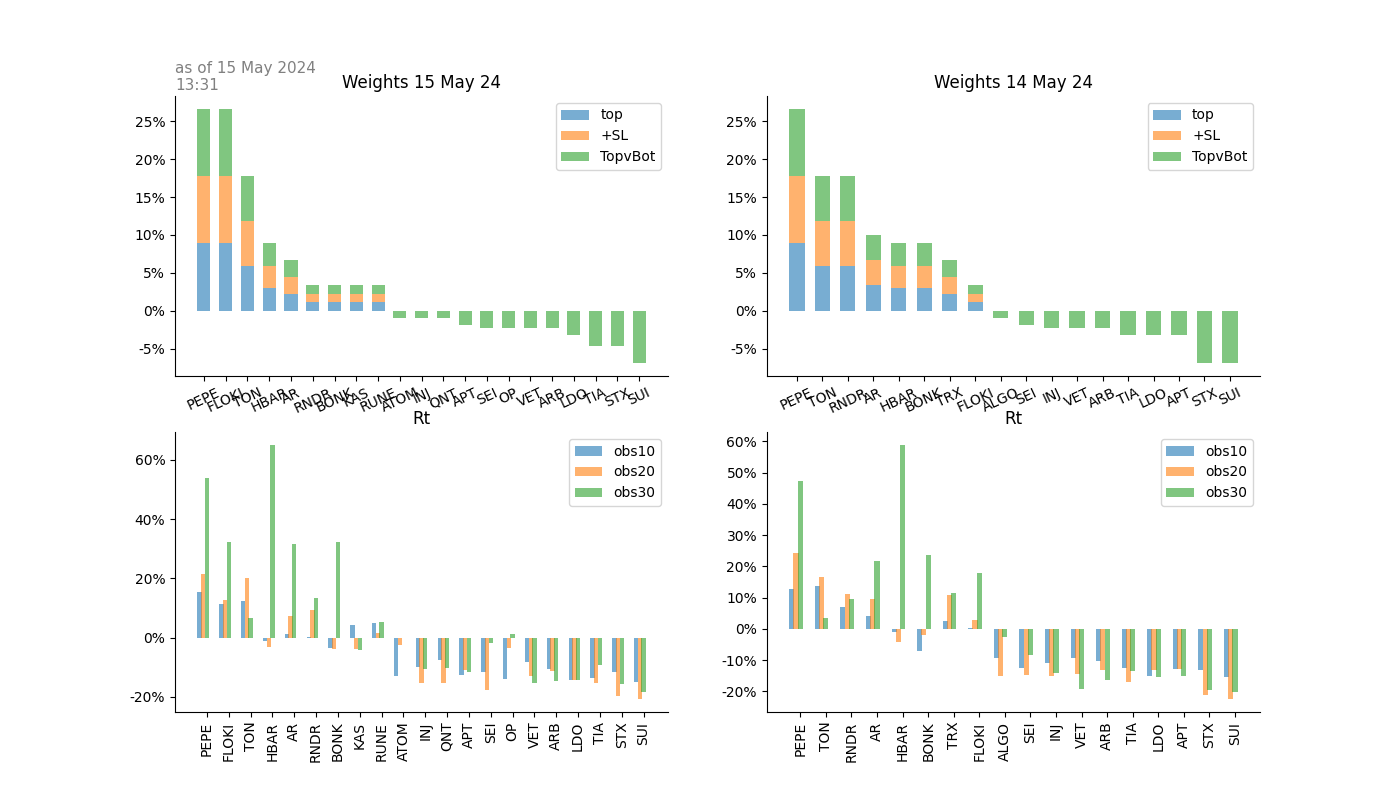 as of 15 May 2024
13:31
Weights 15 May 24
25%
20%
15%
10%
5%
0%
-5%
top
+SL
TopvBot
PEPE FLOKI TON HBAR AR RNDR BONK KAS RUNE ATOM INJ QNT APT SEI OP VET ARB LDO TIA STX SUI
Weights 14 May 24
25%
20%
15%
10%
5%
0%
-5%
top
+SL
TopvBot
PEPE TON RNDR AR HBAR BONK TRX FLOKI ALGO SEI INJ VET ARB TIA LDO APT STX SUI
Rt
60%
40%
20%
0%
-20%
obs10
obs20
obs30
PEPE FLOKI TON HBAR AR RNDR BONK KAS RUNE ATOM INJ QNT APT SEI OP VET ARB LDO TIA STX SUI
Rt
60%
50%
40%
30%
20%
10%
0%
-10%
-20%
obs10
obs20
obs30
PEPE TON RNDR AR HBAR BONK TRX FLOKI ALGO SEI INJ VET ARB TIA LDO APT STX SUI